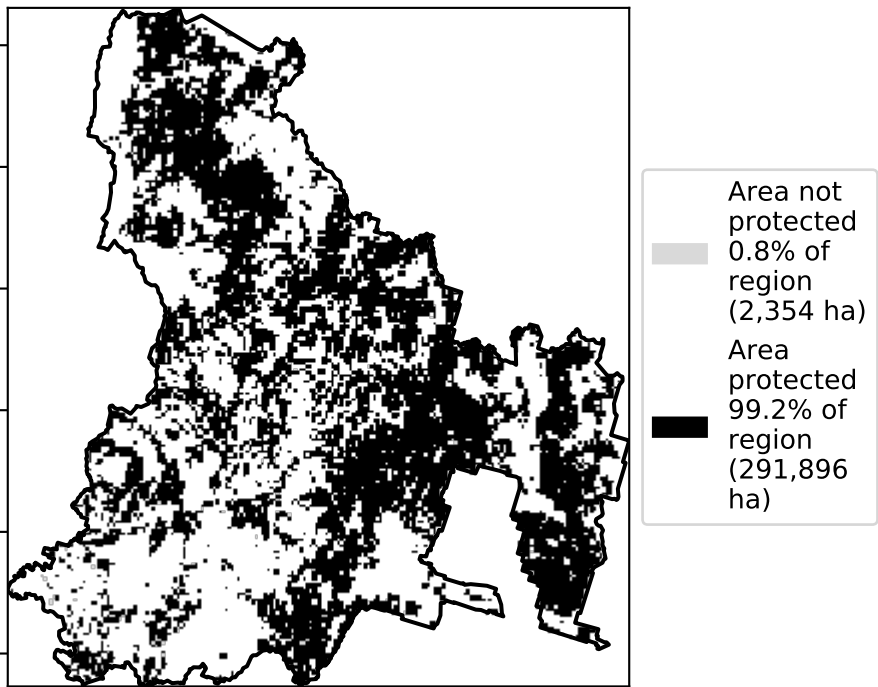 Area not
protected
0.8% of
region
(2,354 ha)
Area
protected
99.2% of
region
(291,896
ha)